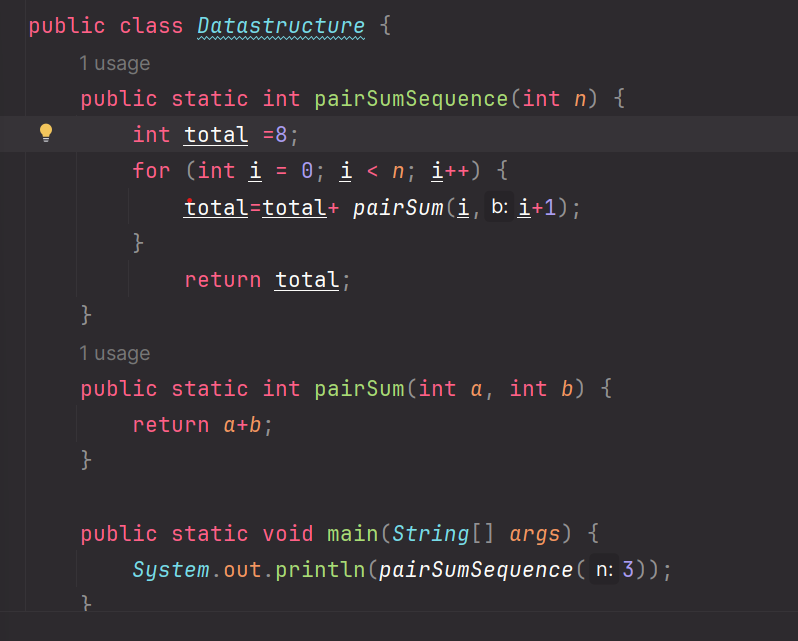 public class Datastructure {
1 usage
public static int pairSumSequence(int n) {
int total =8;
for (int i = 0; i < n; i++) {
total=total+ pairSum(i, b: i+1);
}
return total;
}
1 usage
public static int pairSum(int a, int b) {
return a+b;
}
public static void main(String[] args) {
System.out.println(pairSumSequence( n: 3));
}